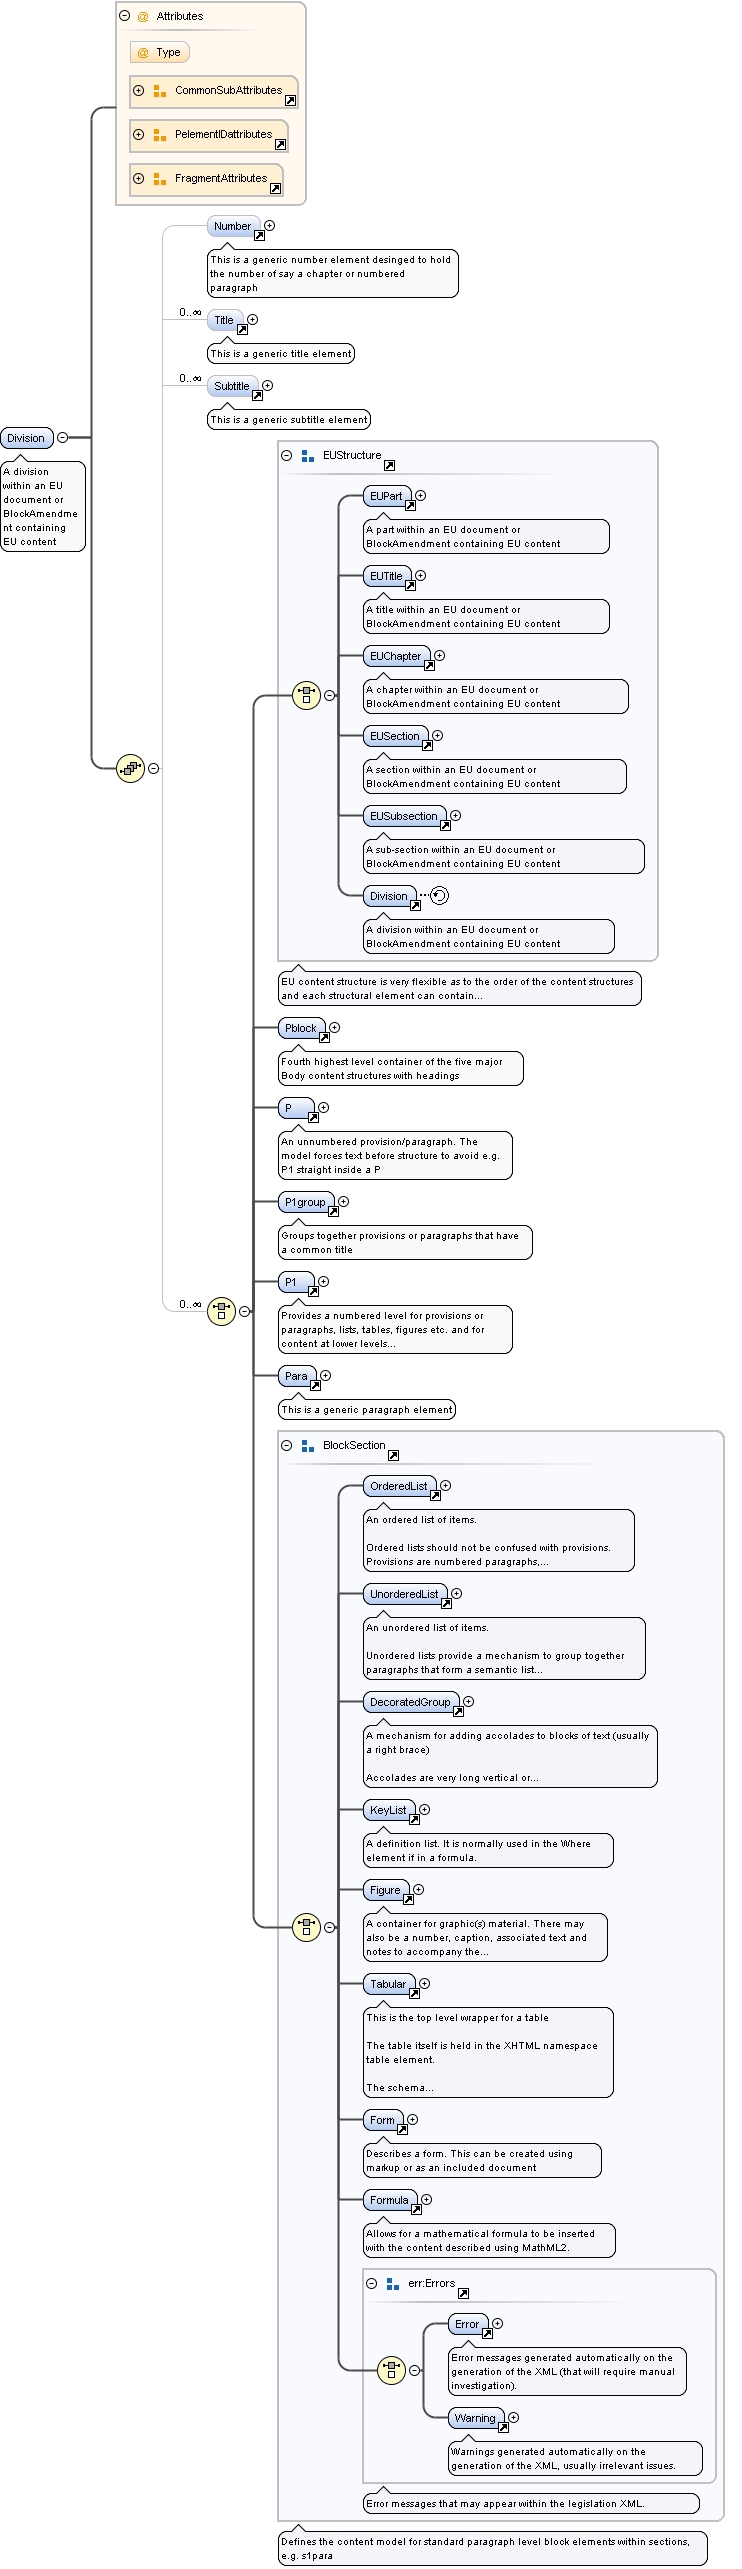 Attributes
@ Type
CommonSubAttributes
PelementIDattributes
FragmentAttributes
Number
This is a generic number element desinged to hold
the number of say a chapter or numbered
paragraph
0..∞
Title
This is a generic title element
0..∞
Subtitle
This is a generic subtitle element
Division
A division
within an EU
document or
BlockAmendme
nt containing
EU content
EUStructure
EUPart
A part within an EU document or
BlockAmendment containing EU content
EUTitle
A title within an EU document or
BlockAmendment containing EU content
EUChapter
A chapter within an EU document or
BlockAmendment containing EU content
EUSection
A section within an EU document or
BlockAmendment containing EU content
EUSubsection
A sub-section within an EU document or
BlockAmendment containing EU content
Division
A division within an EU document or
BlockAmendment containing EU content
EU content structure is very flexible as to the order of the content structures
and each structural element can contain...
Pblock
Fourth highest level container of the five major
Body content structures with headings
P
An unnumbered provision/paragraph. The
model forces text before structure to avoid e.g.
P1 straight inside a P
P1group
Groups together provisions or paragraphs that have
a common title
0..∞
P1
Provides a numbered level for provisions or
paragraphs, lists, tables, figures etc. and for
content at lower levels...
Para
This is a generic paragraph element
BlockSection
OrderedList
An ordered list of items.
Ordered lists should not be confused with provisions.
Provisions are numbered paragraphs,...
UnorderedList
An unordered list of items.
Unordered lists provide a mechanism to group together
paragraphs that form a semantic list...
DecoratedGroup
A mechanism for adding accolades to blocks of text (usually
a right brace)
Accolades are very long vertical or...
KeyList
A definition list. It is normally used in the Where
element if in a formula.
Figure
A container for graphic(s) material. There may
also be a number, caption, associated text and
notes to accompany the...
Tabular
This is the top level wrapper for a table
The table itself is held in the XHTML namespace
table element.
The schema...
Form
Describes a form. This can be created using
markup or as an included document
Formula
Allows for a mathematical formula to be inserted
with the content described using MathML2.
err:Errors
Error
Error messages generated automatically on the
generation of the XML (that will require manual
investigation).
Warning
Warnings generated automatically on the
generation of the XML, usually irrelevant issues.
Error messages that may appear within the legislation XML.
Defines the content model for standard paragraph level block elements within sections,
e.g. s1para